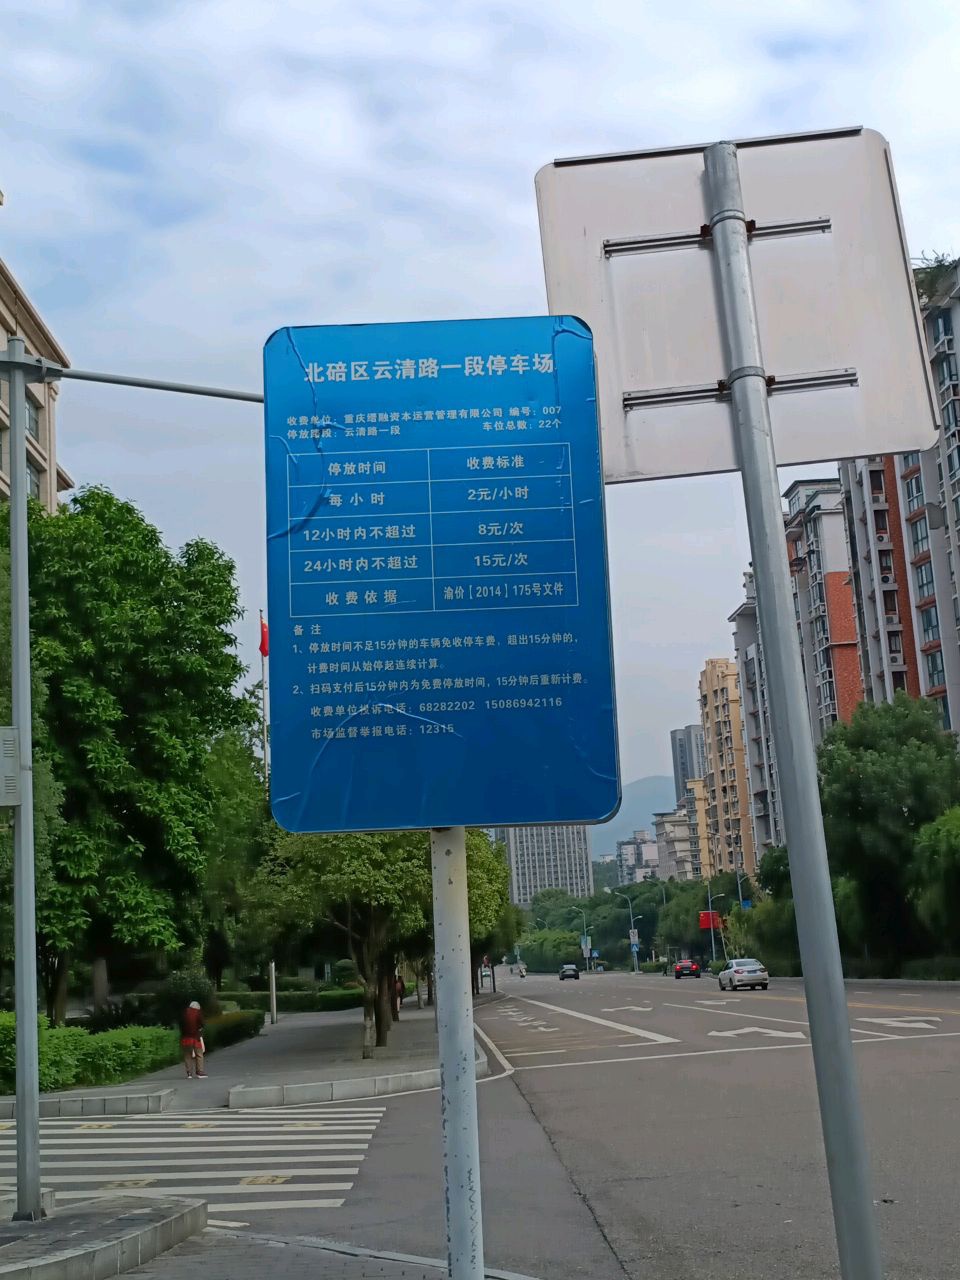 北碚区云清路一段停车场
收费单位：重庆缙融资本运营管理有限公司 编号：007
停放路段：云清路一段 车位总数：22个
停放时间 收费标准
每小时 2元/小时
12小时内不超过 8元/次
24小时内不超过 15元/次
收费依据 渝价【2014】175号文件
备注
1、停放时间不足15分钟的车辆免收停车费，超出15分钟的，
计费时间从始停起连续计算。
2、扫码支付后15分钟内为免费停放时间，15分钟后重新计费。
收费单位投诉电话：68282202 15086942116
市场监督举报电话：12315